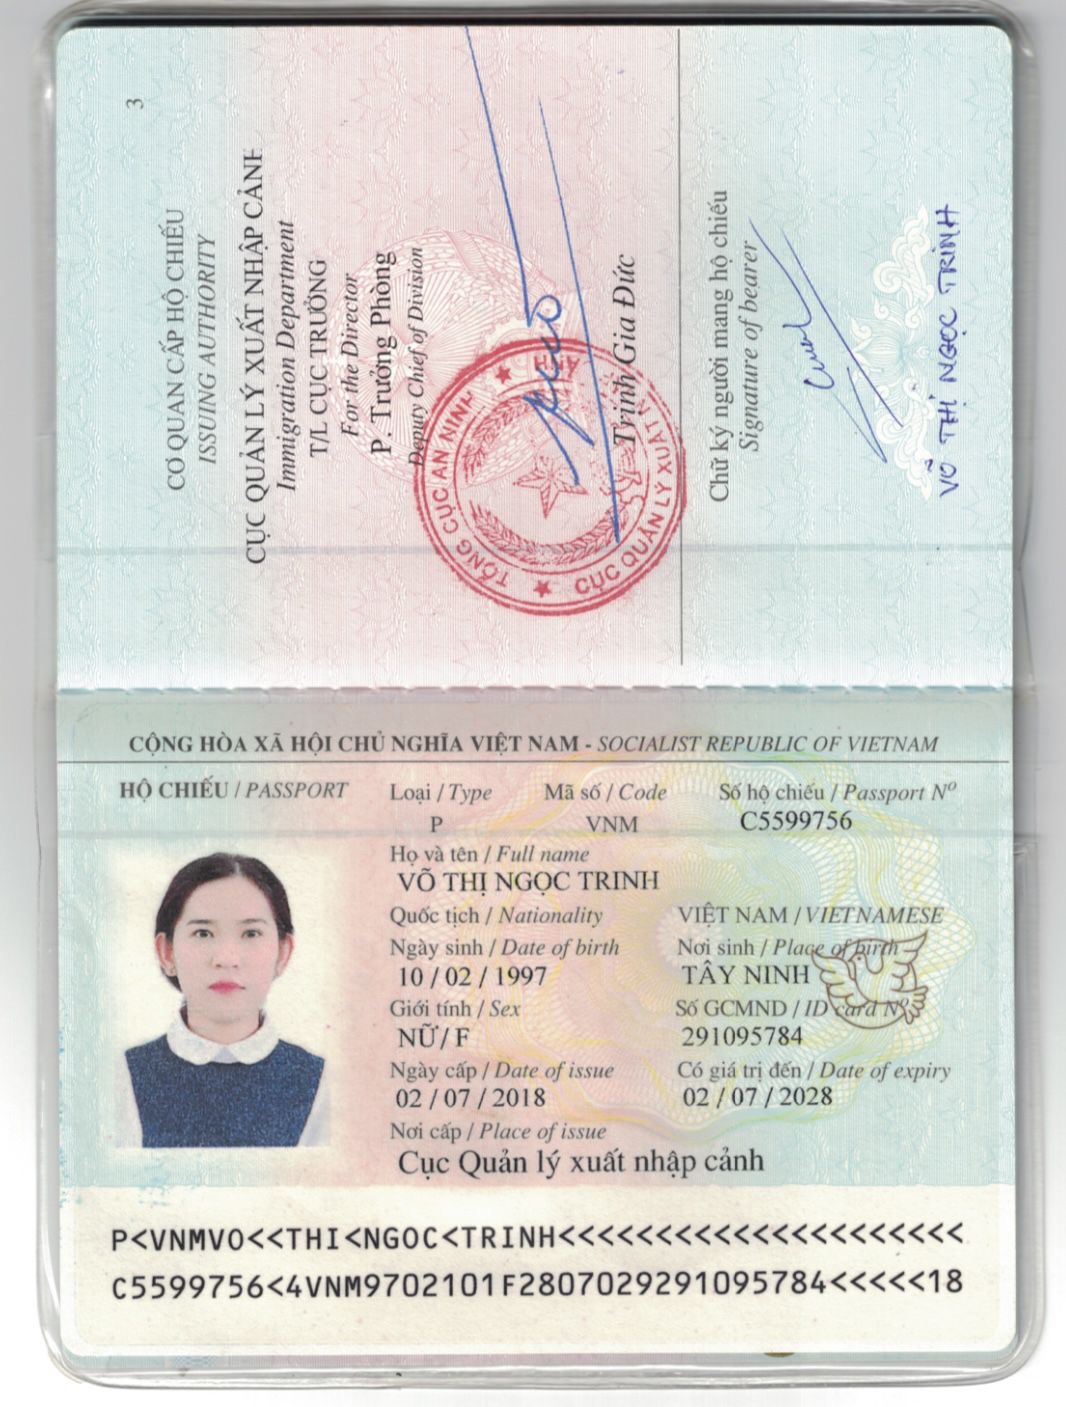 3
CƠ QUAN CẤP HỘ CHIẾU
ISSUING AUTHORITY
CỤC QUẢN LÝ XUẤT NHẬP CẢNH
Immigration Department
T/L CỤC TRƯỞNG
For the Director
P. Trưởng Phòng
Deputy Chief of Division
TỔNG CỤC AN NINH
CỤC QUẢN LÝ XUẤT N
ẢNH
Trịnh Gia Đức
Chữ ký người mang hộ chiếu
Signature of bearer
VÕ THỊ NGỌC TRINH
CỘNG HÒA XÃ HỘI CHỦ NGHĨA VIỆT NAM - SOCIALIST REPUBLIC OF VIETNAM
HỘ CHIẾU / PASSPORT Loại / Type Mã số / Code Số hộ chiếu / Passport Nº
P VNM C5599756
Họ và tên / Full name
VÕ THỊ NGỌC TRINH
Quốc tịch / Nationality VIỆT NAM / VIETNAMESE
Ngày sinh / Date of birth Nơi sinh / Place of birth
10 / 02 / 1997 TÂY NINH
Giới tính / Sex Số GCMND / ID card Nº
NỮ / F 291095784
Ngày cấp / Date of issue Có giá trị đến / Date of expiry
02 / 07 / 2018 02 / 07 / 2028
Nơi cấp / Place of issue
Cục Quản lý xuất nhập cảnh
P<VNMVO<<THI<NGOC<TRINH<<<<<<<<<<<<<<<<<<<<<
C5599756<4VNM9702101F2807029291095784<<<<<18